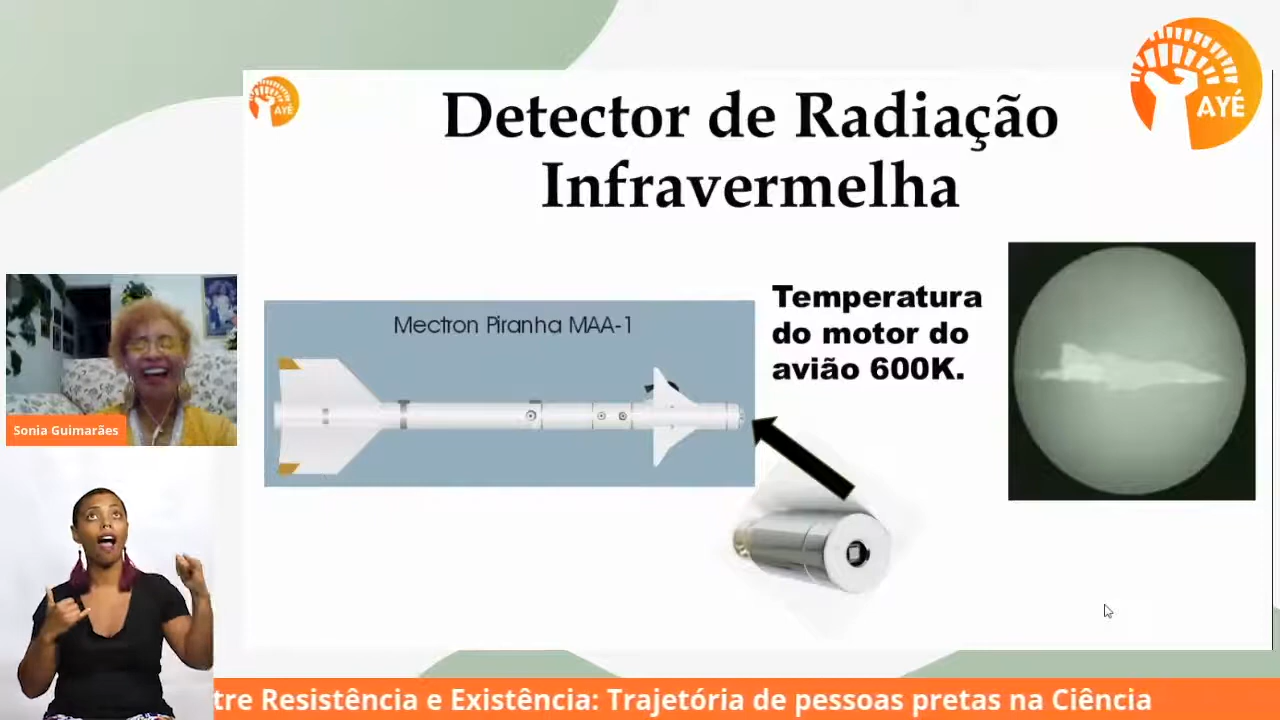 AYÉ
AYÉ
Detector de Radiação
Infravermelha
Mectron Piranha MAA-1
Temperatura
do motor do
avião 600K.
Sonia Guimarães
tre Resistência e Existência: Trajetória de pessoas pretas na Ciência